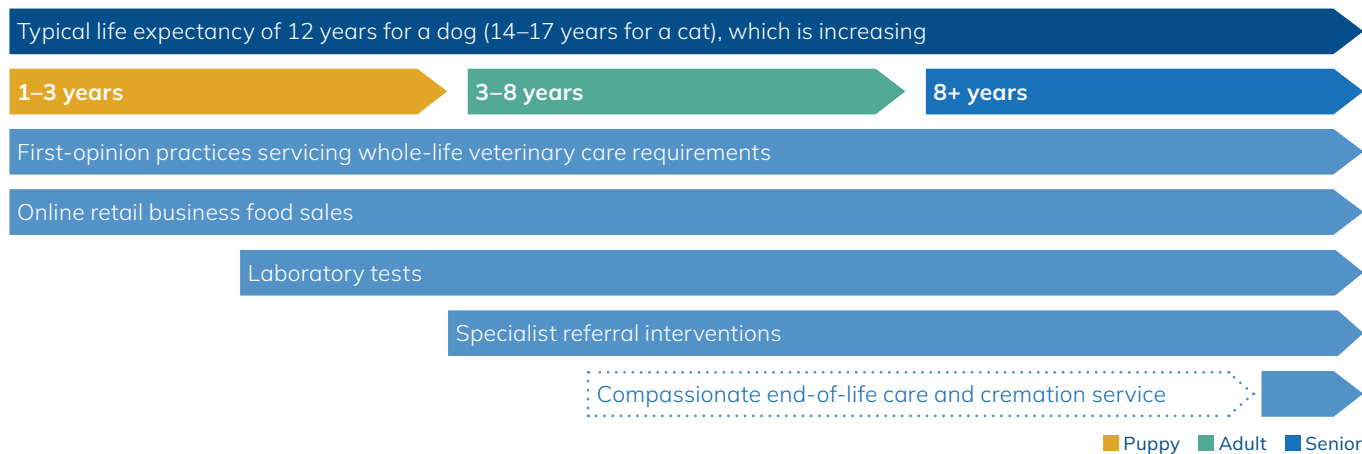 Typical life expectancy of 12 years for a dog (14–17 years for a cat), which is increasing
1–3 years
3–8 years
8+ years
First-opinion practices servicing whole-life veterinary care requirements
Online retail business food sales
Laboratory tests
Specialist referral interventions
Compassionate end-of-life care and cremation service
Puppy Adult Senior